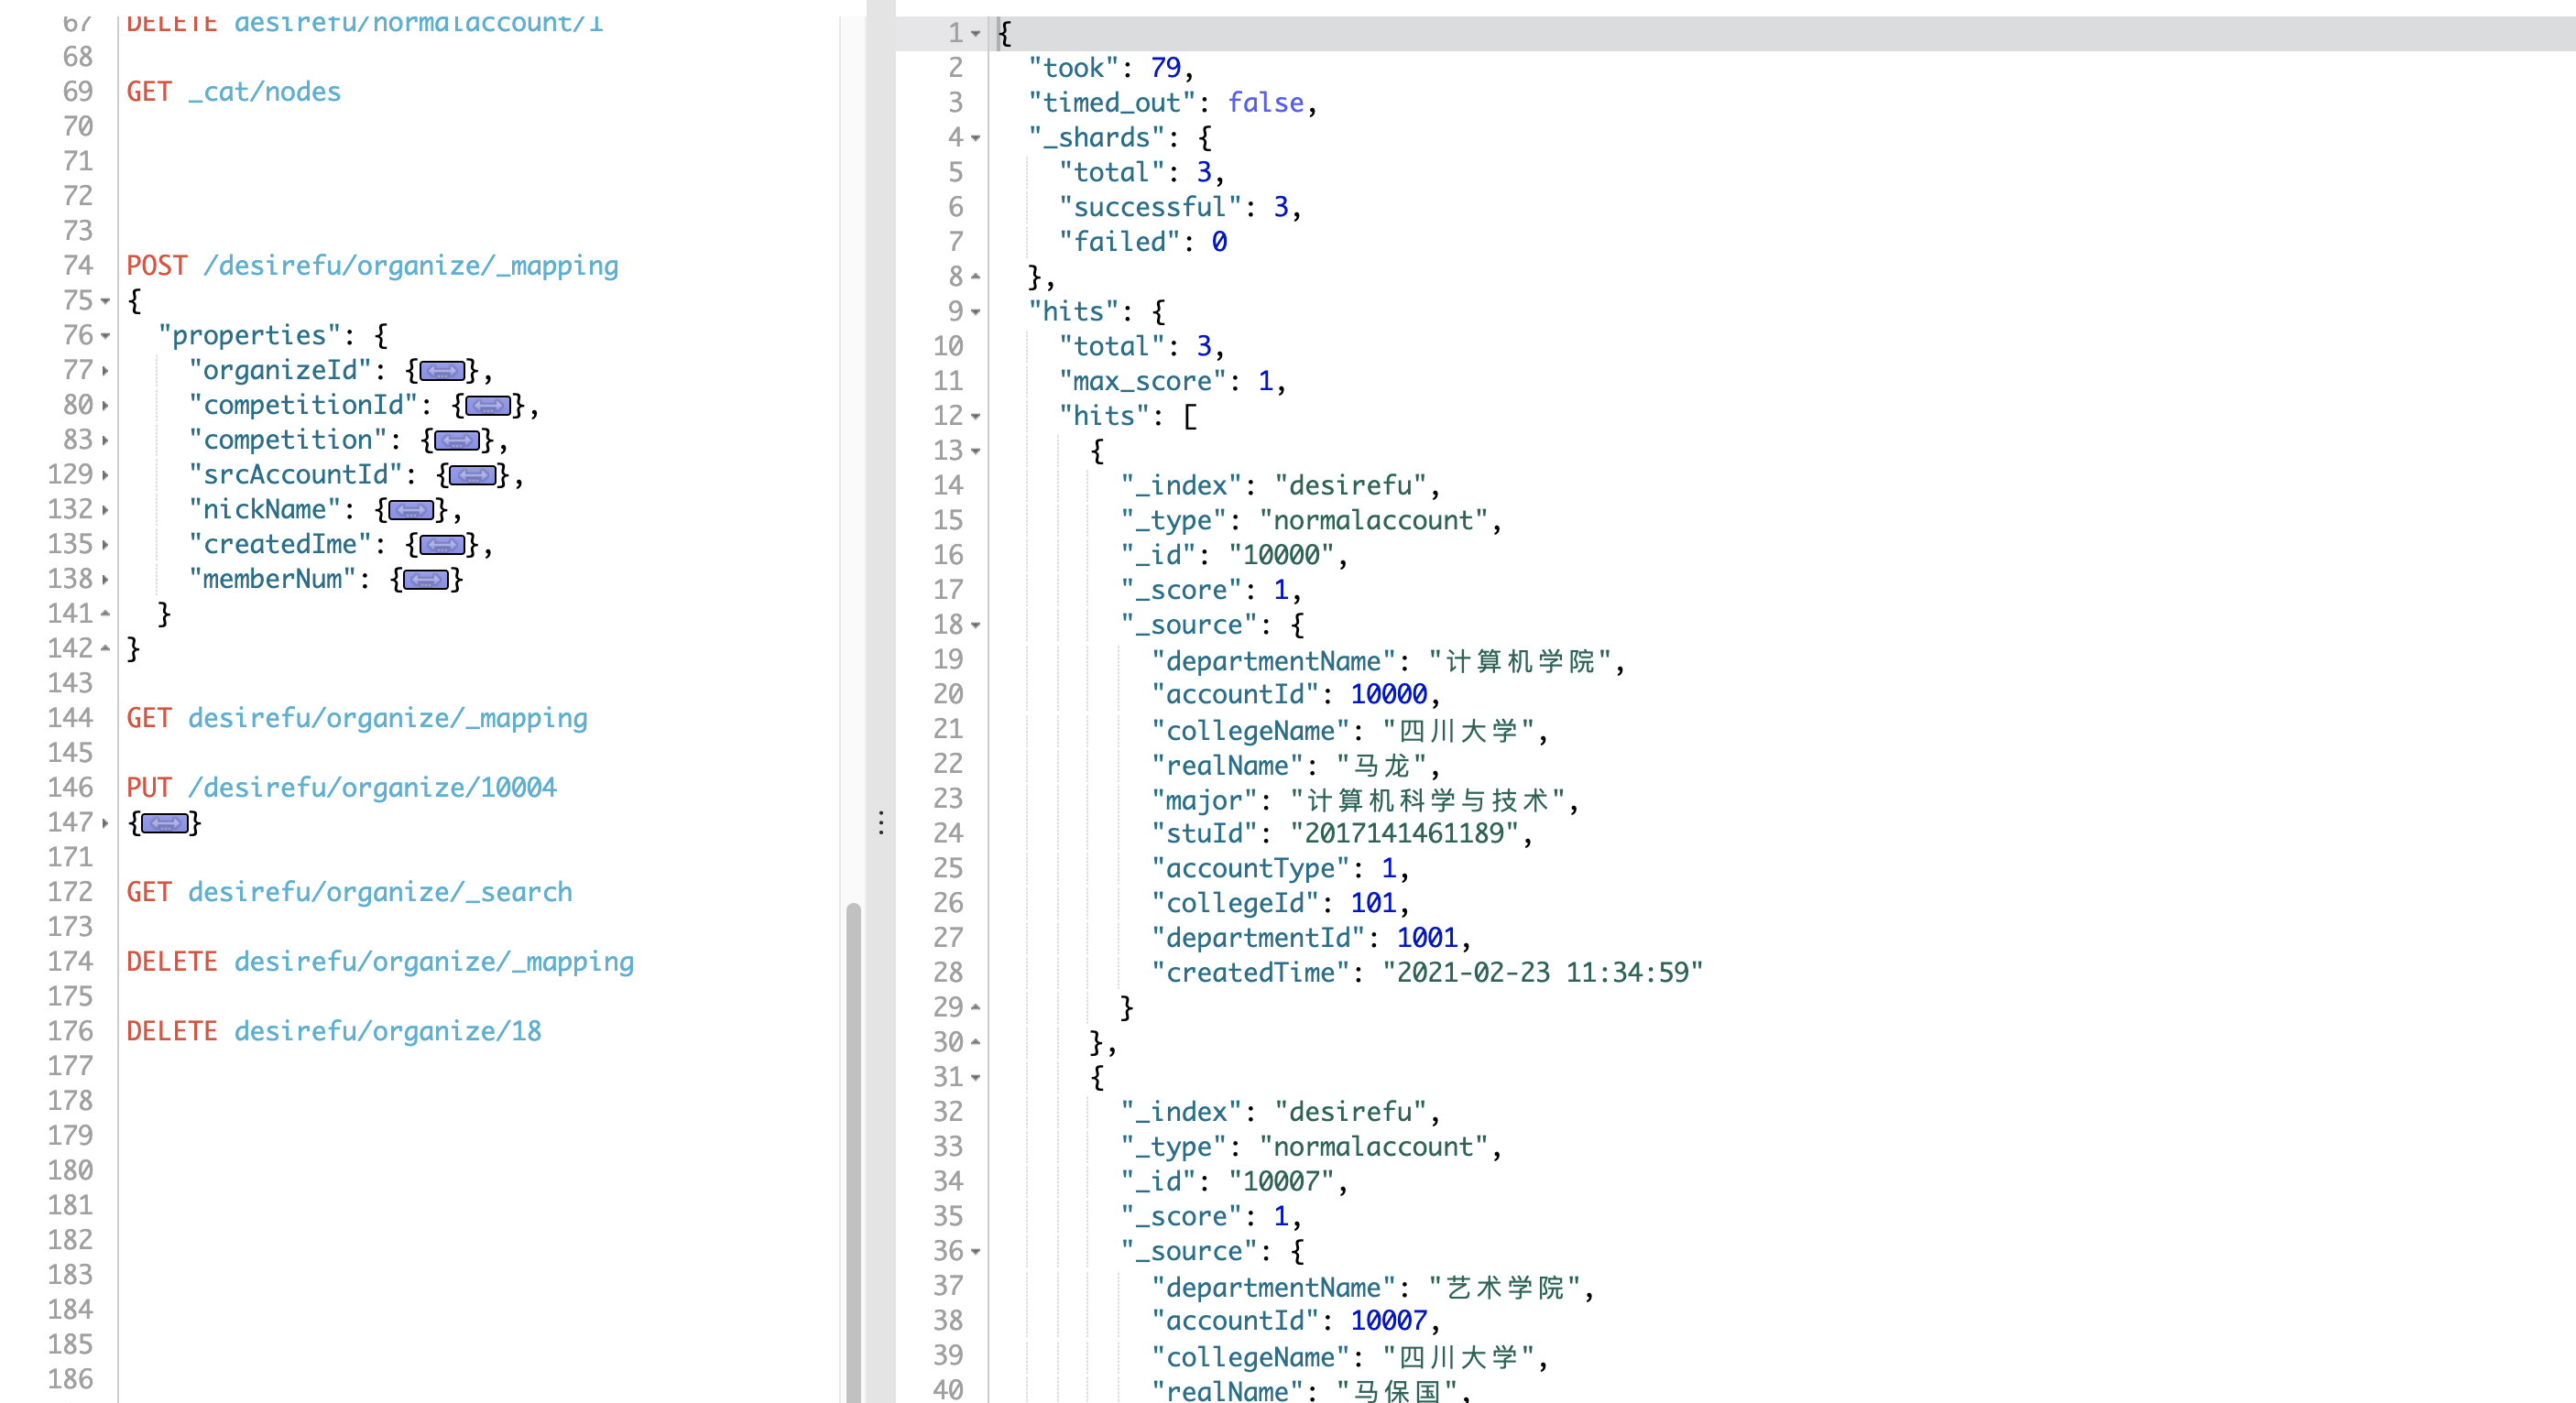 67 DELETE desirefu/normalaccount/1
68
69 GET _cat/nodes
70
71
72
73
74 POST /desirefu/organize/_mapping
75 {
76 "properties": {
77 "organizeId": {},
80 "competitionId": {},
83 "competition": {},
129 "srcAccountId": {},
132 "nickName": {},
135 "createdIme": {},
138 "memberNum": {}
141 }
142 }
143
144 GET desirefu/organize/_mapping
145
146 PUT /desirefu/organize/10004
147 {}
171
172 GET desirefu/organize/_search
173
174 DELETE desirefu/organize/_mapping
175
176 DELETE desirefu/organize/18
177
178
179
180
181
182
183
184
185
186
1 {
2 "took": 79,
3 "timed_out": false,
4 "_shards": {
5 "total": 3,
6 "successful": 3,
7 "failed": 0
8 },
9 "hits": {
10 "total": 3,
11 "max_score": 1,
12 "hits": [
13 {
14 "_index": "desirefu",
15 "_type": "normalaccount",
16 "_id": "10000",
17 "_score": 1,
18 "_source": {
19 "departmentName": "计算机学院",
20 "accountId": 10000,
21 "collegeName": "四川大学",
22 "realName": "马龙",
23 "major": "计算机科学与技术",
24 "stuId": "2017141461189",
25 "accountType": 1,
26 "collegeId": 101,
27 "departmentId": 1001,
28 "createdTime": "2021-02-23 11:34:59"
29 }
30 },
31 {
32 "_index": "desirefu",
33 "_type": "normalaccount",
34 "_id": "10007",
35 "_score": 1,
36 "_source": {
37 "departmentName": "艺术学院",
38 "accountId": 10007,
39 "collegeName": "四川大学",
40 "realName": "马保国",